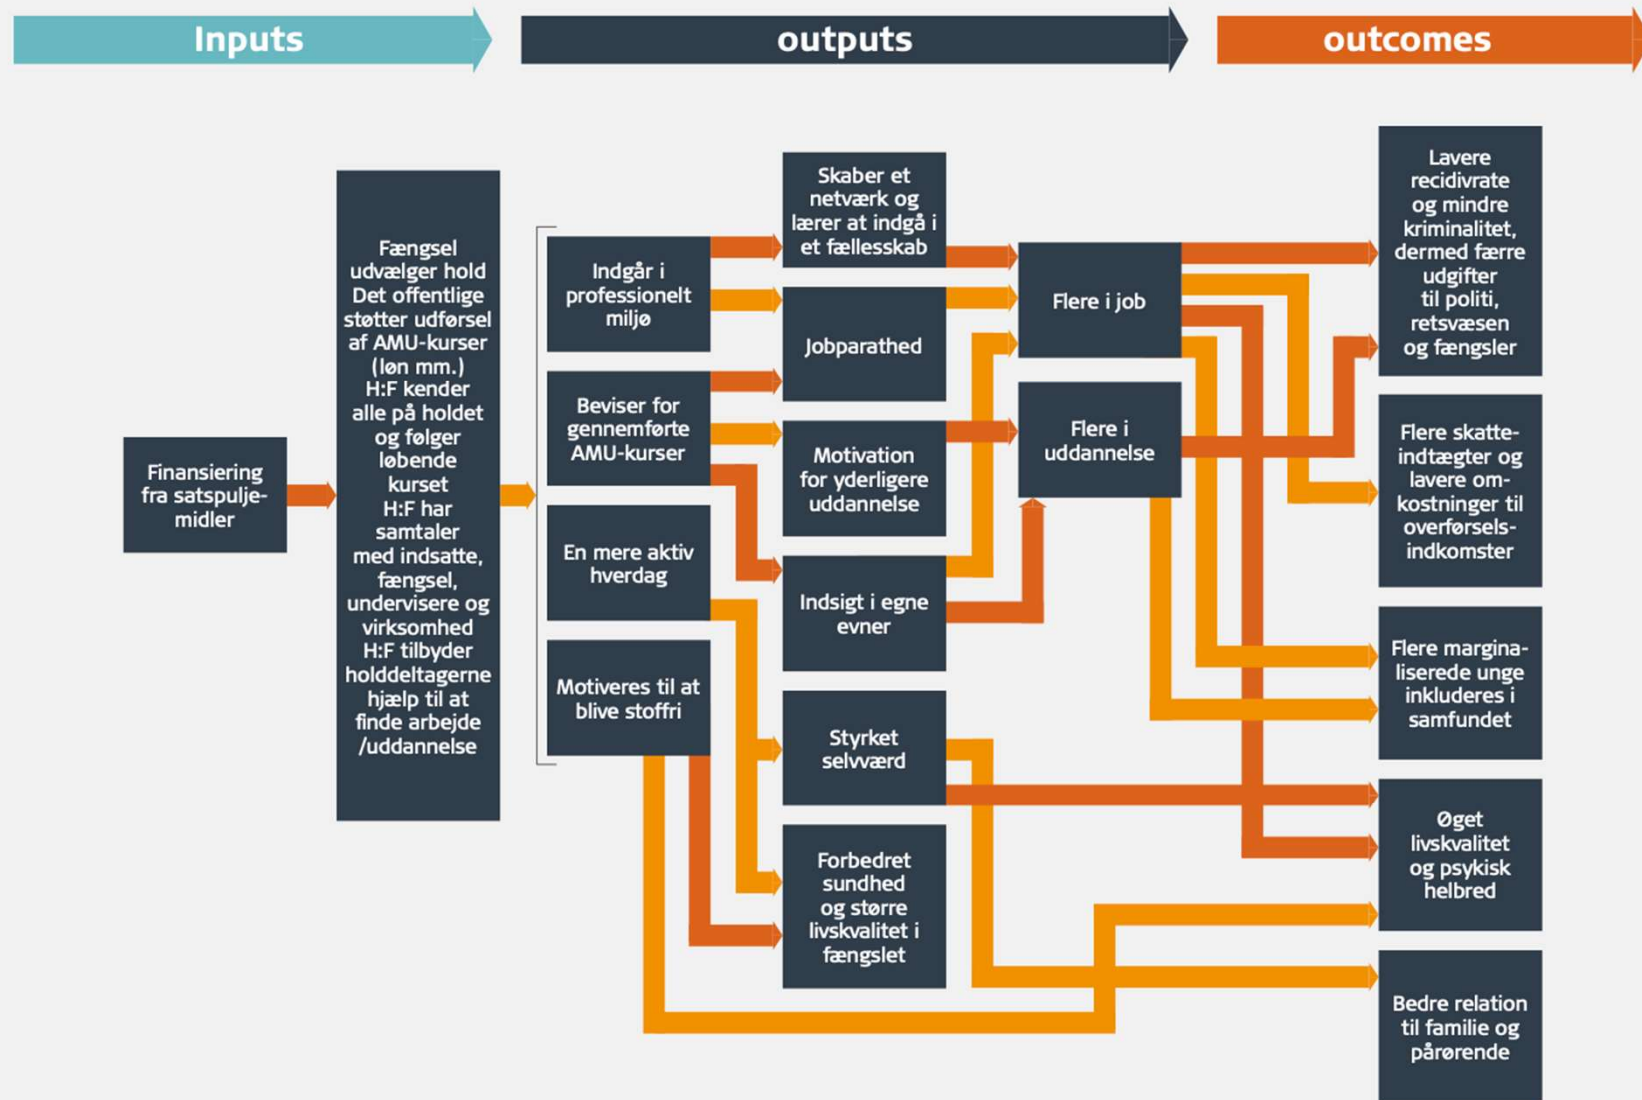 Inputs
outputs
outcomes
Finansiering
fra satspulje-
midler
Fængsel
udvælger hold
Det offentlige
støtter udførsel
af AMU-kurser
(løn mm.)
H:F kender
alle på holdet
og følger
løbende
kurset
H:F har
samtaler
med indsatte,
fængsel,
undervisere og
virksomhed
H:F tilbyder
holddeltagerne
hjælp til at
finde arbejde
/uddannelse
Indgår i
professionelt
miljø
Beviser for
gennemførte
AMU-kurser
En mere aktiv
hverdag
Motiveres til at
blive stoffri
Skaber et
netværk og
lærer at indgå i
et fællesskab
Jobparathed
Motivation
for yderligere
uddannelse
Indsigt i egne
evner
Styrket
selvværd
Forbedret
sundhed
og større
livskvalitet i
fængslet
Flere i job
Flere i
uddannelse
Lavere
recidivrate
og mindre
kriminalitet,
dermed færre
udgifter
til politi,
retsvæsen
og fængsler
Flere skatte-
indtægter og
lavere om-
kostninger til
overførsels-
indkomster
Flere margina-
liserede unge
inkluderes i
samfundet
Øget
livskvalitet
og psykisk
helbred
Bedre relation
til familie og
pårørende